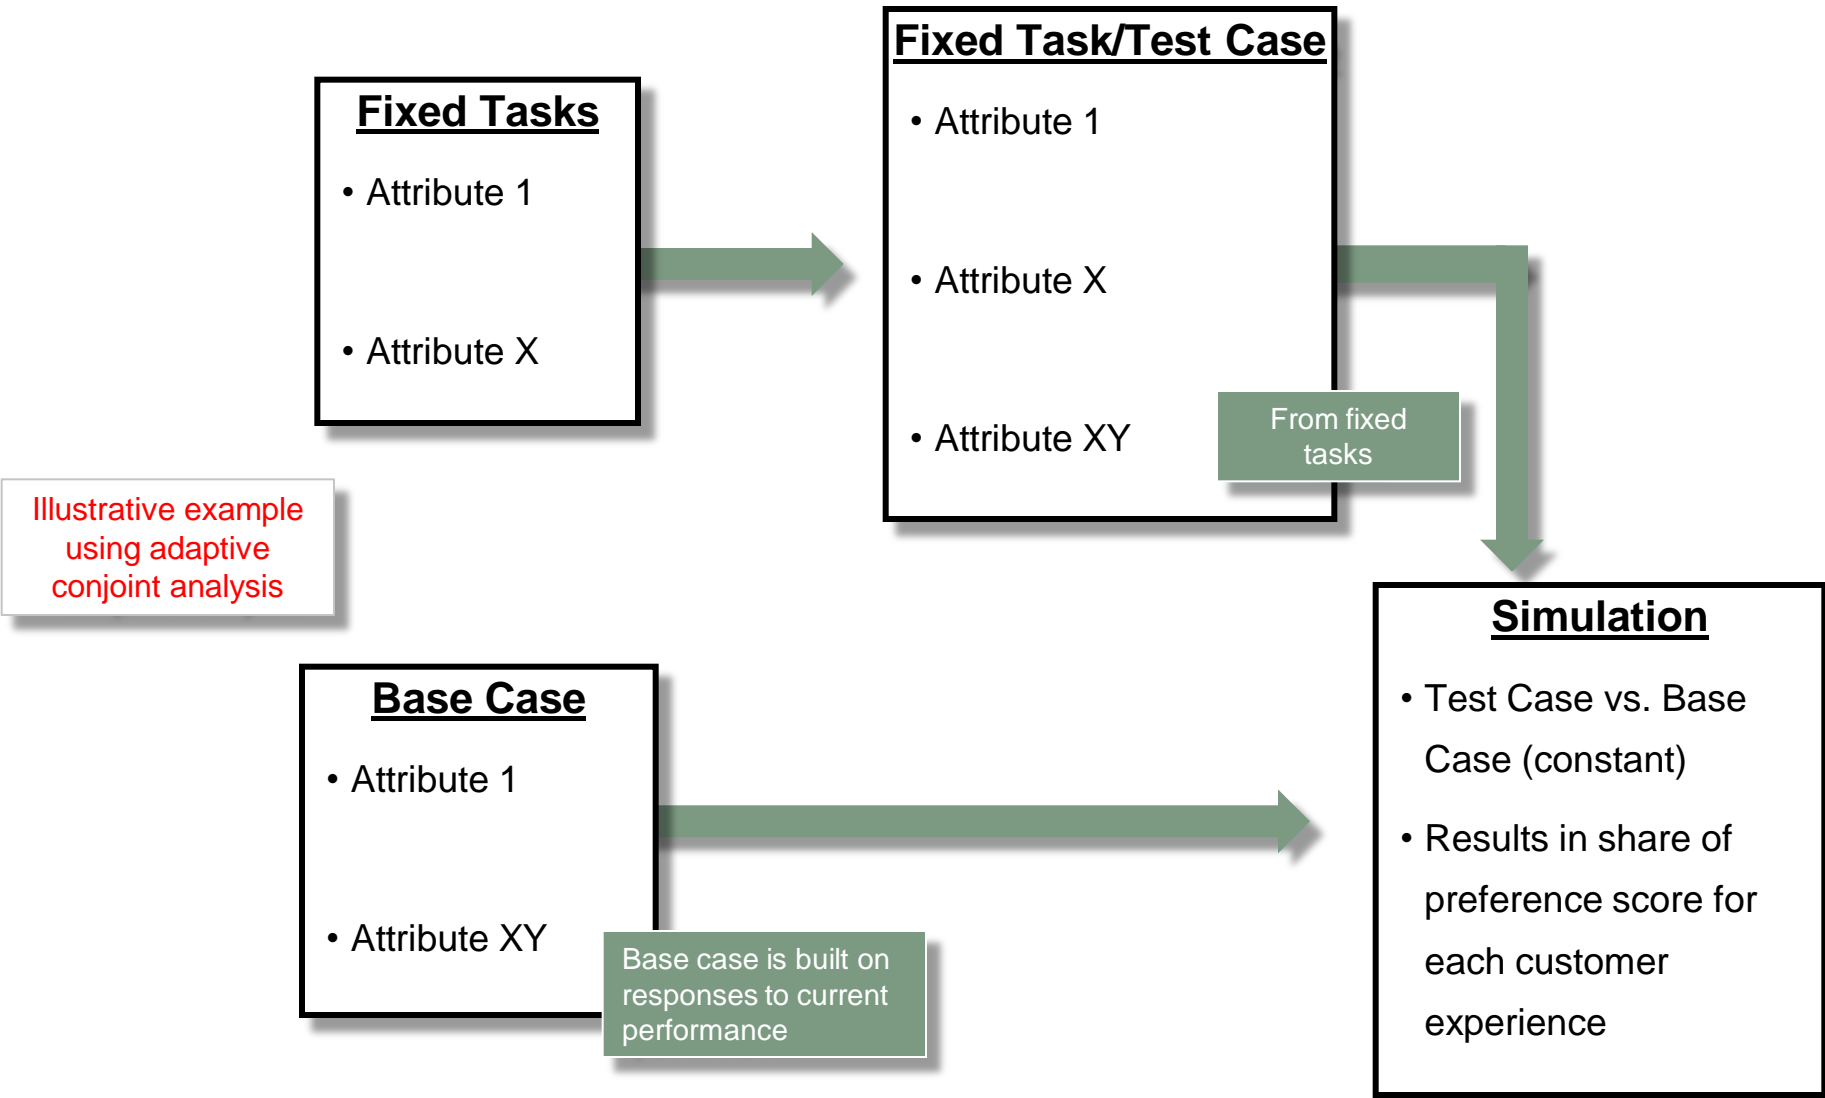 Fixed Tasks
• Attribute 1
• Attribute X
Fixed Task/Test Case
• Attribute 1
• Attribute X
• Attribute XY
From fixed
tasks
Illustrative example
using adaptive
conjoint analysis
Base Case
• Attribute 1
• Attribute XY
Base case is built on
responses to current
performance
Simulation
• Test Case vs. Base
Case (constant)
• Results in share of
preference score for
each customer
experience